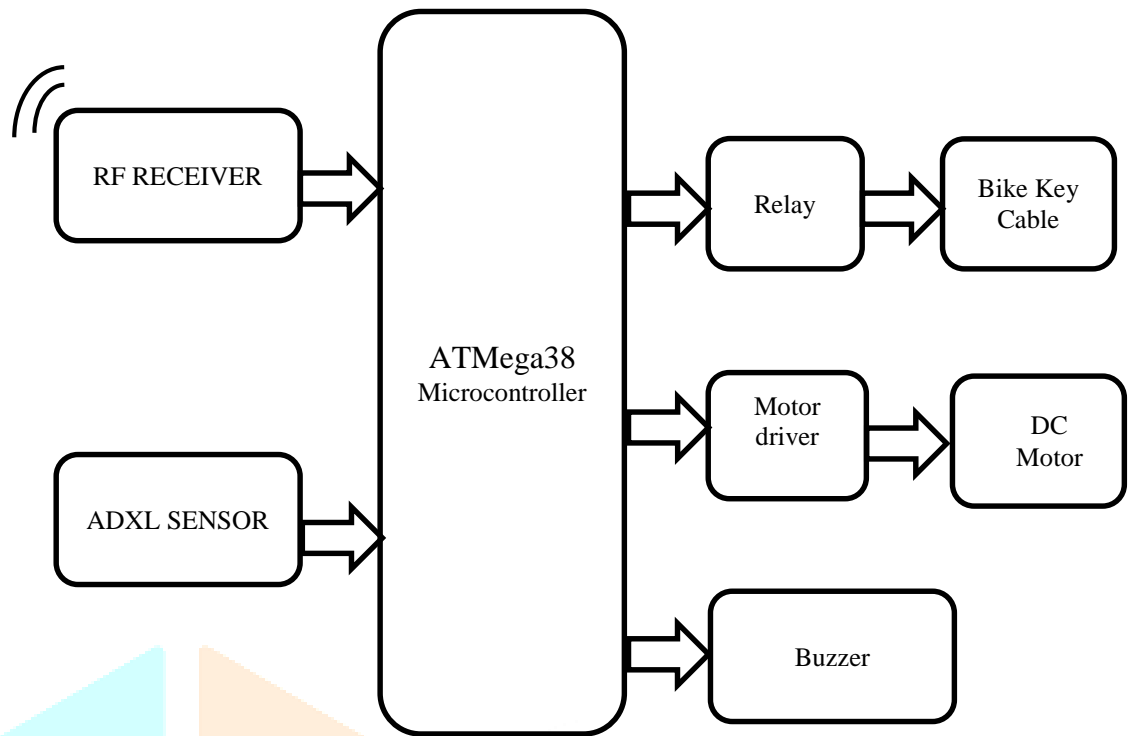 RF RECEIVER
ADXL SENSOR
ATMega38
Microcontroller
Relay
Bike Key
Cable
Motor
driver
DC
Motor
Buzzer